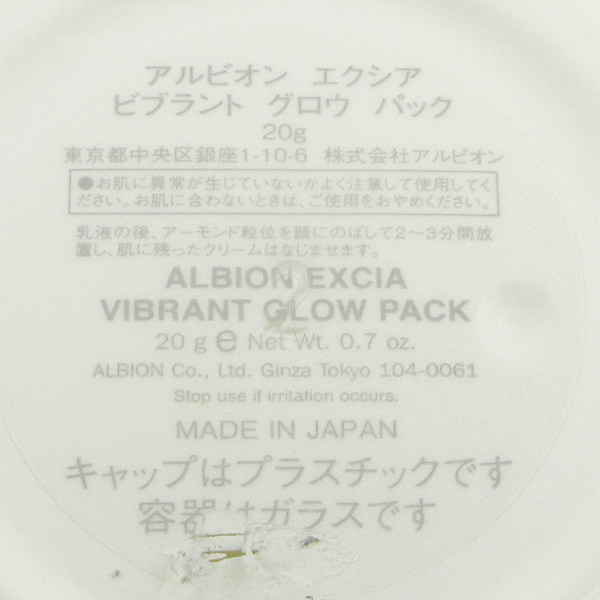 アルビオン エクシア
ビブラント グロウ パック
20g
東京都中央区銀座1-10-6 株式会社アルビオン
●お肌に異常が生じていないかよく注意して使用してく
ださい。お肌に合わないときは、ご使用をおやめください。
乳液の後、アーモンド粒位を顔にのばして2〜3分間放
置し、肌に残ったクリームはなじませます。
2
ALBION EXCIA
VIBRANT GLOW PACK
20 g e Net Wt. 0.7 oz.
ALBION Co., Ltd. Ginza Tokyo 104-0061
Stop use if irritation occurs.
MADE IN JAPAN
キャップはプラスチックです
容器はガラスです